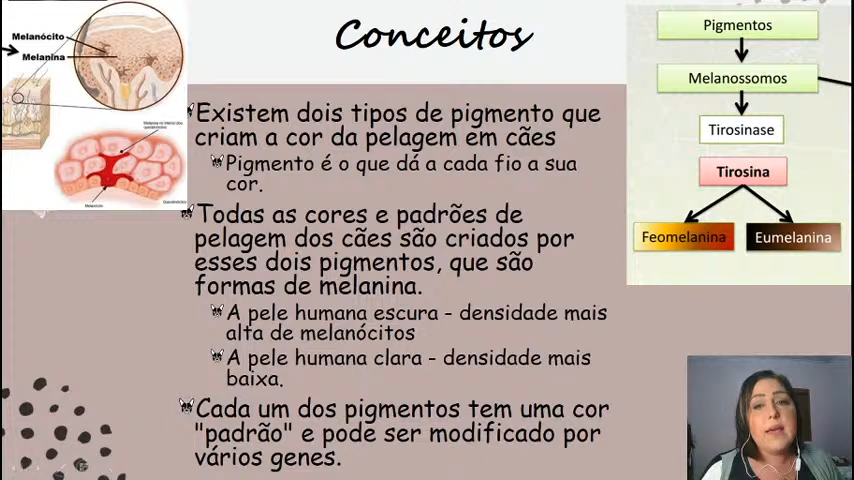 Conceitos
Melanócito
Melanina
Existem dois tipos de pigmento que
criam a cor da pelagem em cães
Pigmento é o que dá a cada fio a sua
cor.
Todas as cores e padrões de
pelagem dos cães são criados por
esses dois pigmentos, que são
formas de melanina.
A pele humana escura - densidade mais
alta de melanócitos
A pele humana clara - densidade mais
baixa.
Cada um dos pigmentos tem uma cor
"padrão" e pode ser modificado por
vários genes.
Pigmentos
Melanossomos
Tirosinase
Tirosina
Feomelanina
Eumelanina